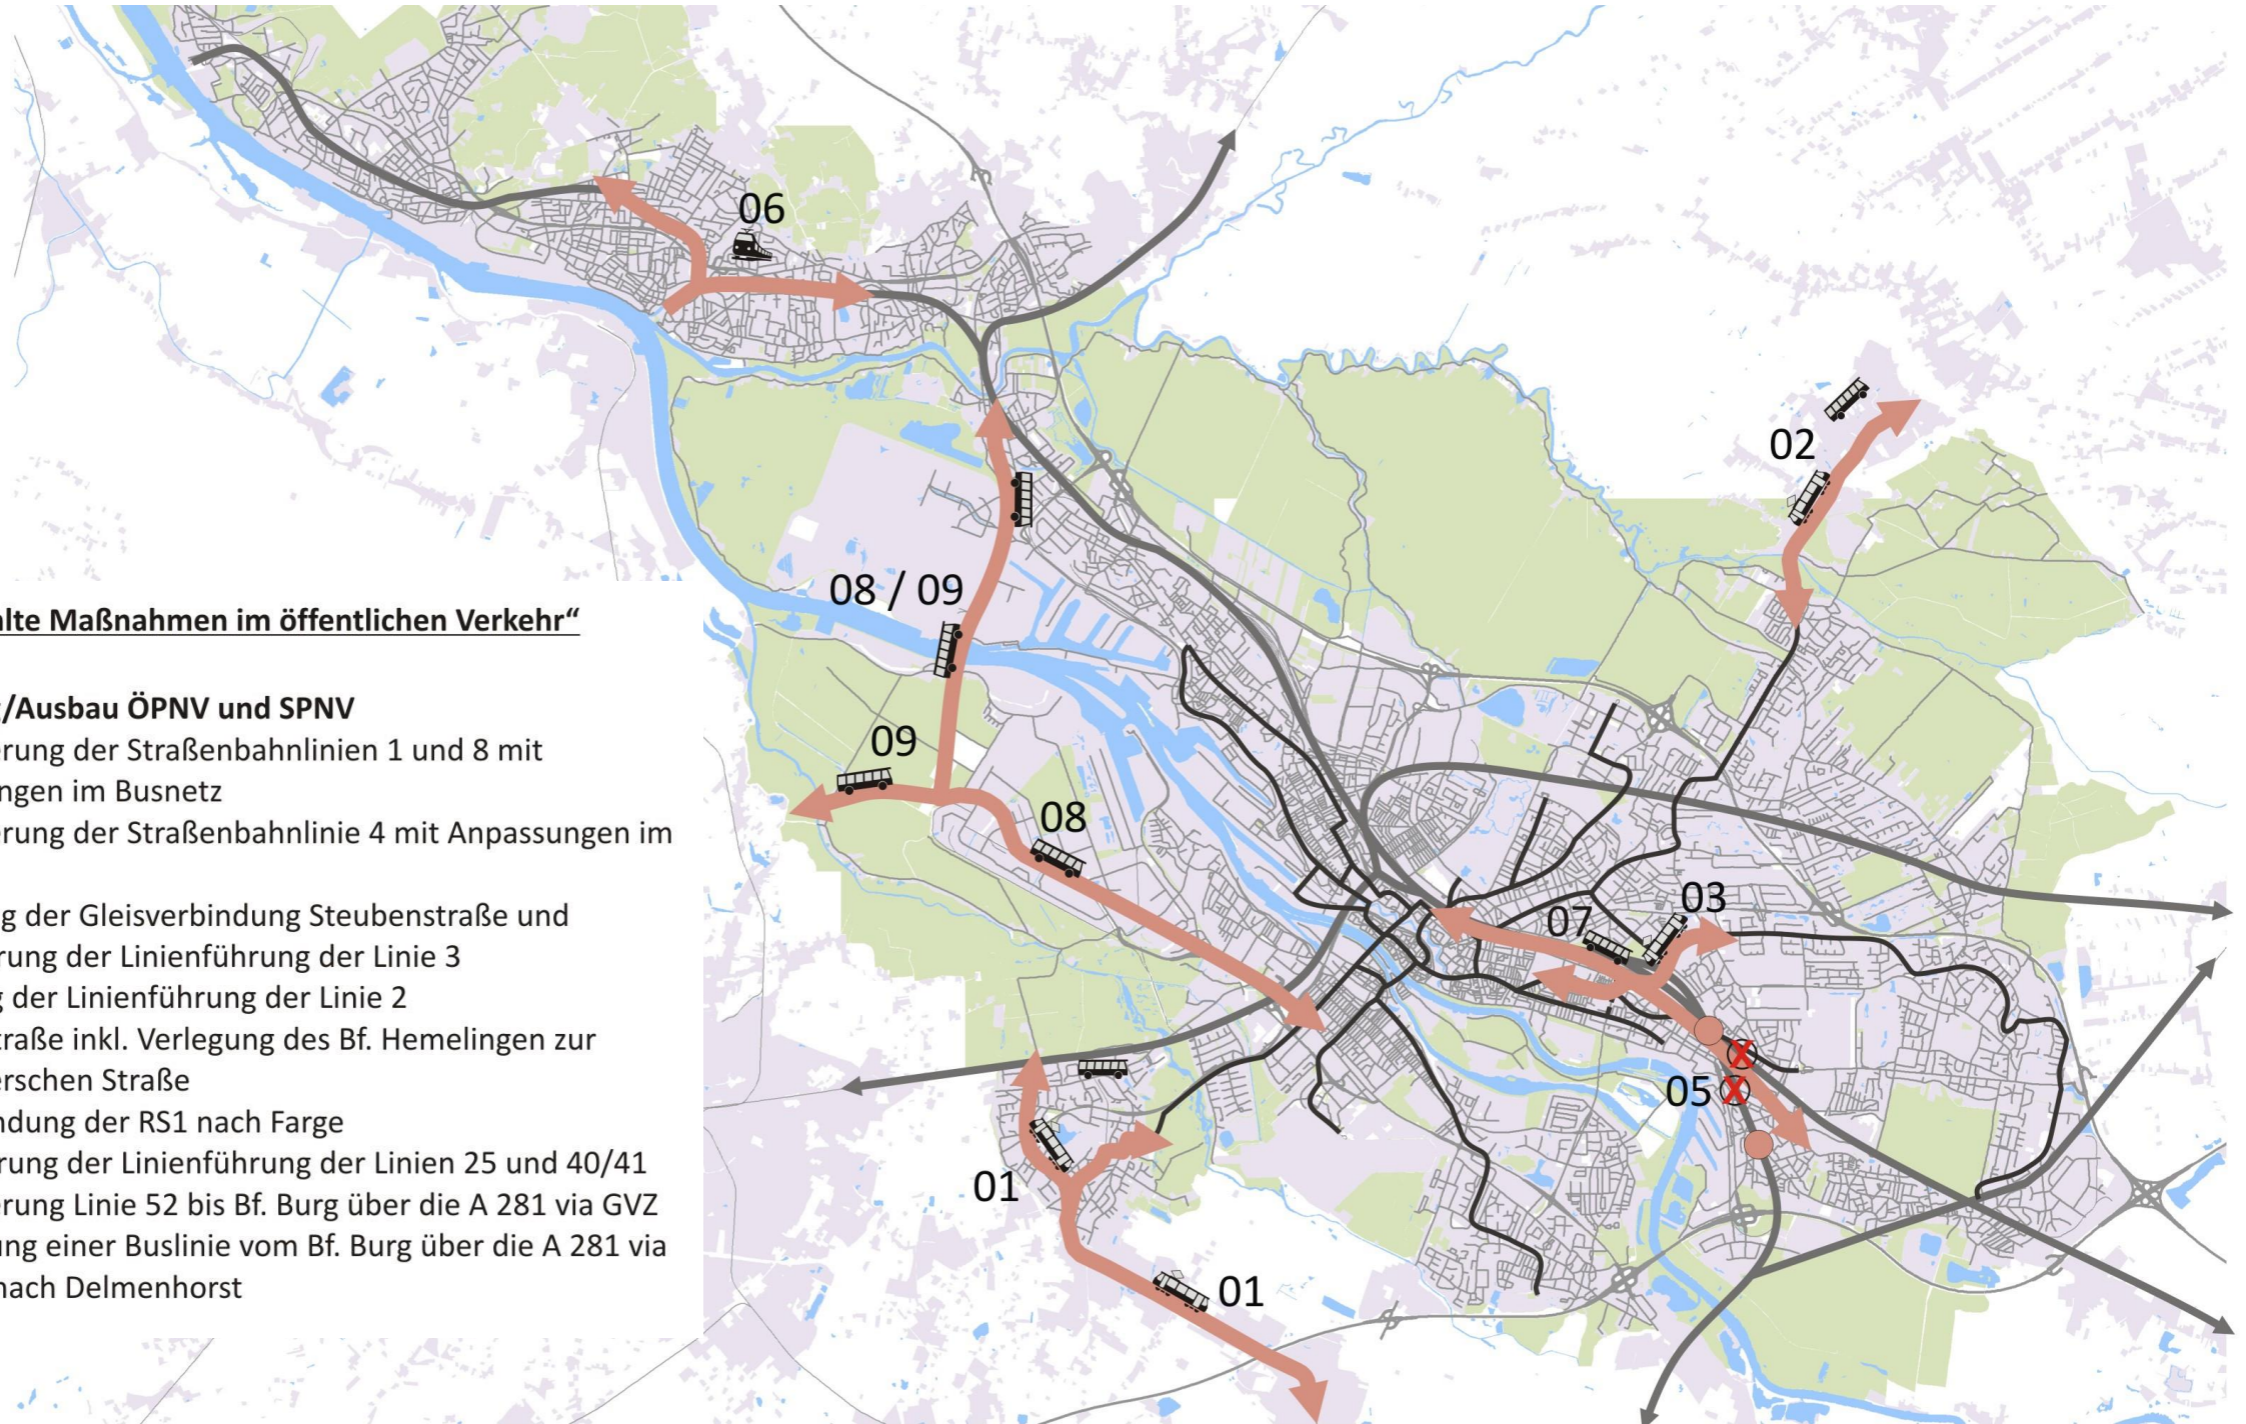 alte Maßnahmen im öffentlichen Verkehr“
g/Ausbau ÖPNV und SPNV
erung der Straßenbahnlinien 1 und 8 mit
ngen im Busnetz
erung der Straßenbahnlinie 4 mit Anpassungen im
ng der Gleisverbindung Steubenstraße und
rung der Linienführung der Linie 3
g der Linienführung der Linie 2
traße inkl. Verlegung des Bf. Hemelingen zur
erschen Straße
ndung der RS1 nach Farge
rung der Linienführung der Linien 25 und 40/41
erung Linie 52 bis Bf. Burg über die A 281 via GVZ
ung einer Buslinie vom Bf. Burg über die A 281 via
nach Delmenhorst
06
02
08 / 09
09
08
03
07
05
01
01
X
X